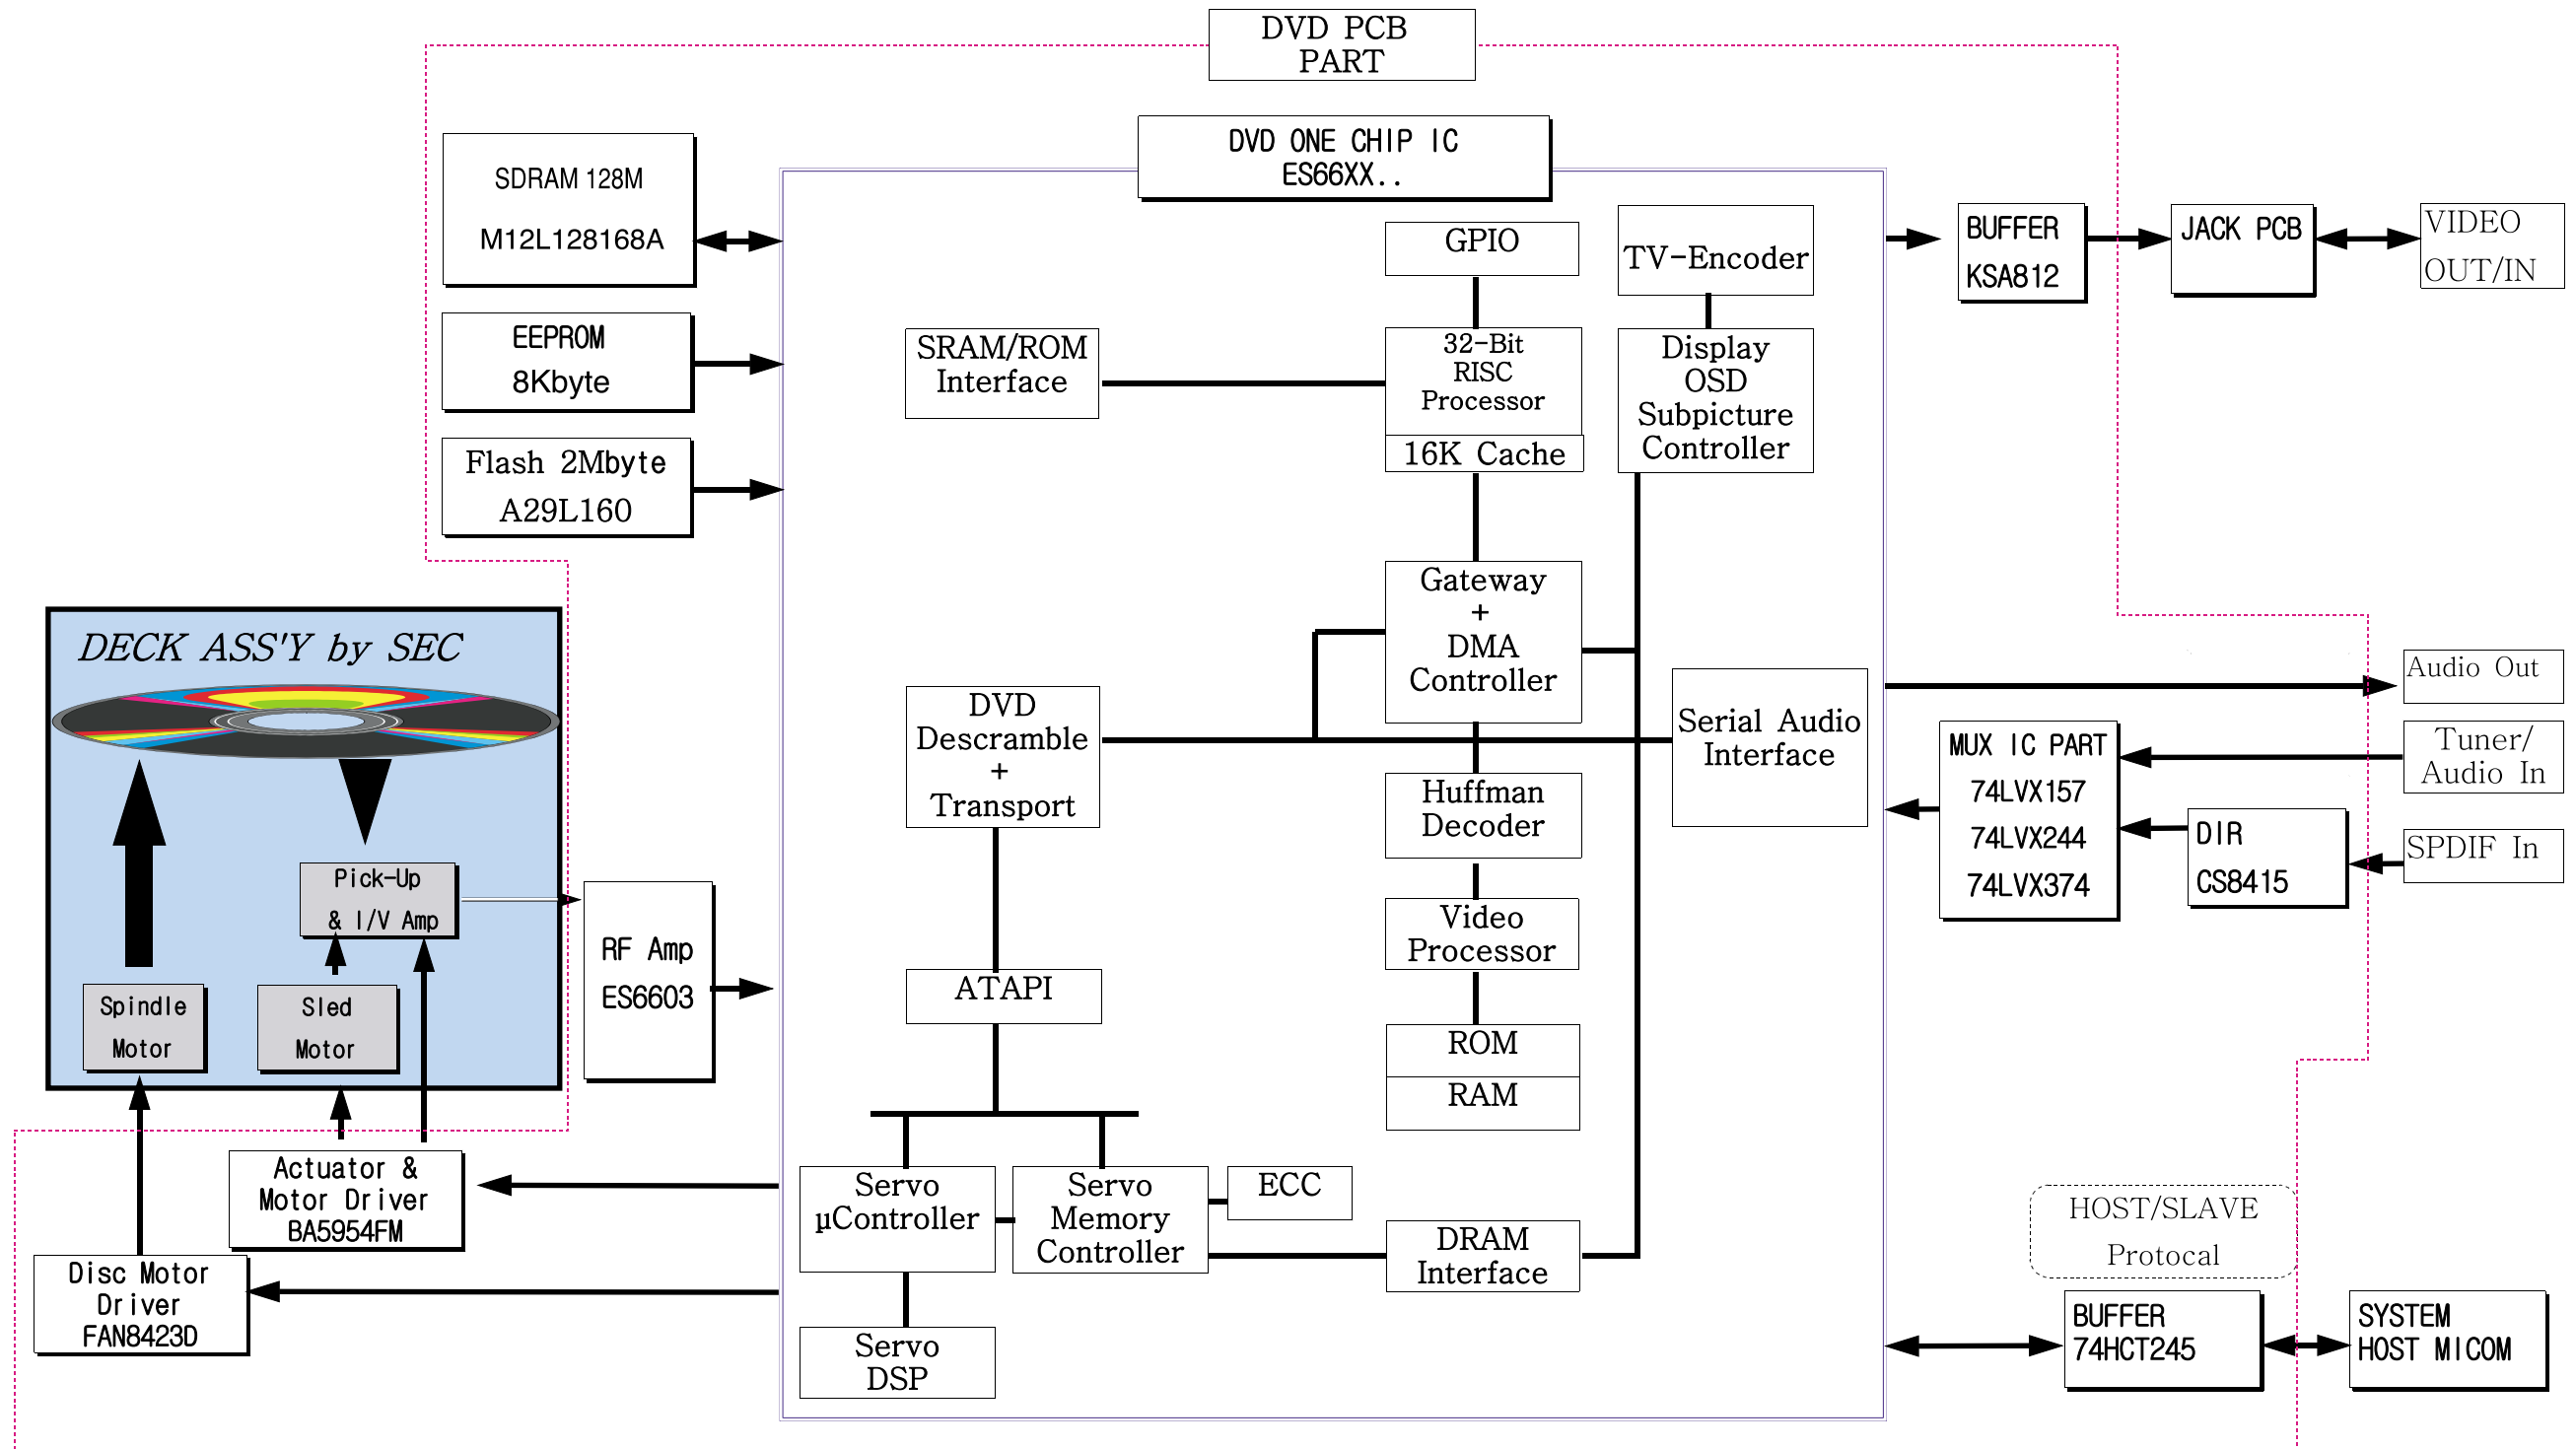 DVD PCB
PART
DVD ONE CHIP IC
ES66XX..
SDRAM 128M
M12L128168A
EEPROM
8Kbyte
Flash 2Mbyte
A29L160
GPIO
TV-Encoder
SRAM/ROM
Interface
32-Bit
RISC
Processor
16K Cache
Display
OSD
Subpicture
Controller
BUFFER
KSA812
JACK PCB
VIDEO
OUT/IN
Gateway
+
DMA
Controller
DECK ASS'Y by SEC
DVD
Descramble
+
Transport
Serial Audio
Interface
Huffman
Decoder
Video
Processor
ROM
RAM
Audio Out
MUX IC PART
74LVX157
74LVX244
74LVX374
Tuner/
Audio In
DIR
CS8415
SPDIF In
Pick-Up
& I/V Amp
Spindle
Motor
Sled
Motor
RF Amp
ES6603
ATAPI
Actuator &
Motor Driver
BA5954FM
Disc Motor
Driver
FAN8423D
Servo
µController
Servo
Memory
Controller
ECC
DRAM
Interface
Servo
DSP
HOST/SLAVE
Protocal
BUFFER
74HCT245
SYSTEM
HOST MICOM